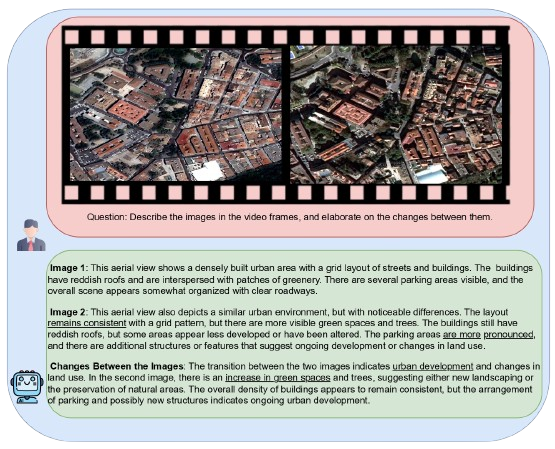 Question: Describe the images in the video frames, and elaborate on the changes between them.
Image 1: This aerial view shows a densely built urban area with a grid layout of streets and buildings. The buildings
have reddish roofs and are interspersed with patches of greenery. There are several parking areas visible, and the
overall scene appears somewhat organized with clear roadways.
Image 2: This aerial view also depicts a similar urban environment, but with noticeable differences. The layout
remains consistent with a grid pattern, but there are more visible green spaces and trees. The buildings still have
reddish roofs, but some areas appear less developed or have been altered. The parking areas are more pronounced,
and there are additional structures or features that suggest ongoing development or changes in land use.
Changes Between the Images: The transition between the two images indicates urban development and changes in
land use. In the second image, there is an increase in green spaces and trees, suggesting either new landscaping or
the preservation of natural areas. The overall density of buildings appears to remain consistent, but the arrangement
of parking and possibly new structures indicates ongoing urban development.